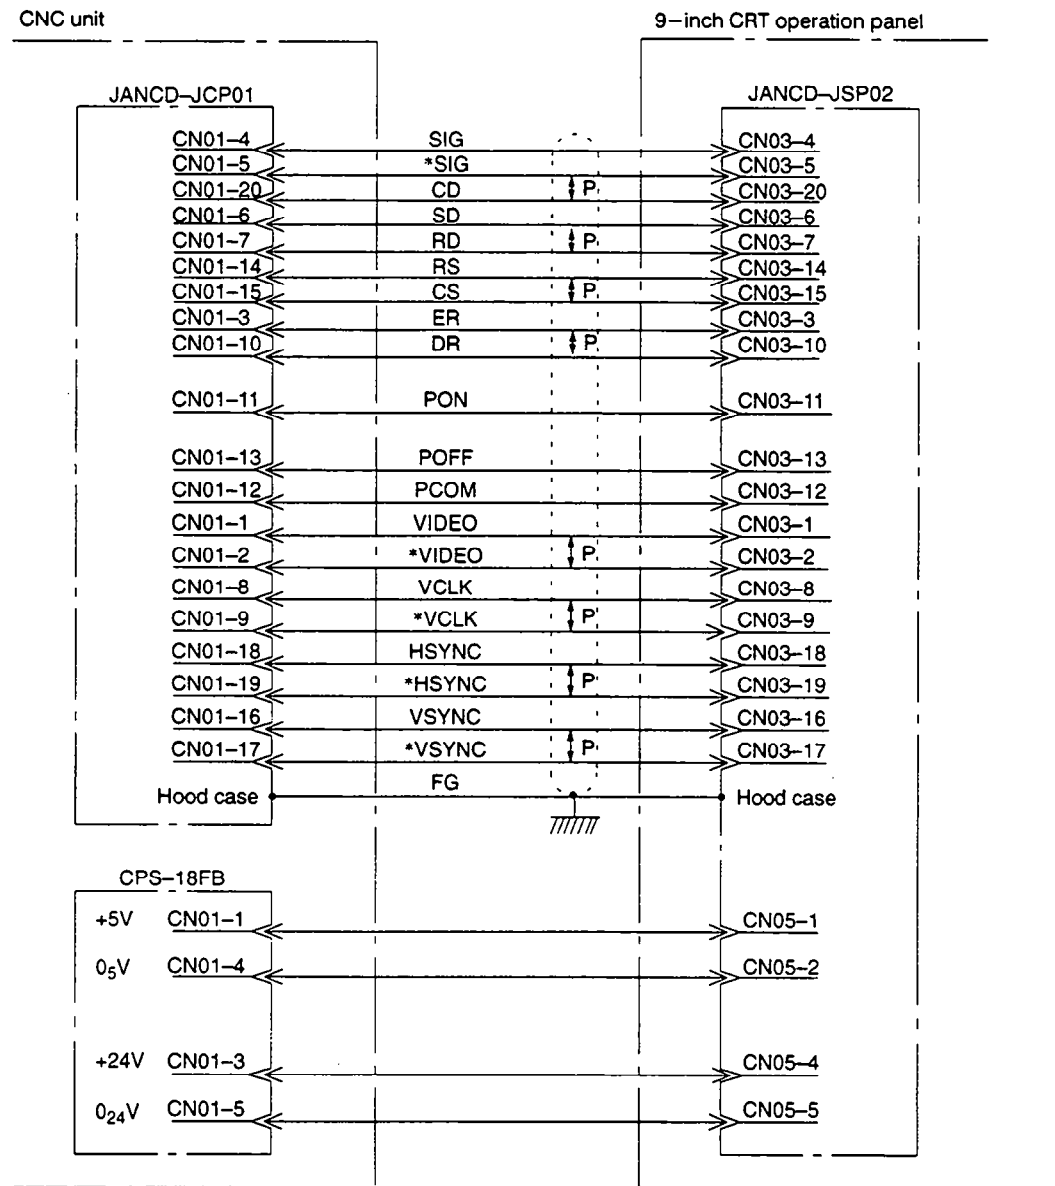 CNC unit
9-inch CRT operation panel
JANCD-JCP01
JANCD-JSP02
CN01-4 SIG CN03-4
CN01-5 *SIG CN03-5
CN01-20 CD P CN03-20
CN01-6 SD CN03-6
CN01-7 RD P CN03-7
CN01-14 RS CN03-14
CN01-15 CS P CN03-15
CN01-3 ER CN03-3
CN01-10 DR P CN03-10
CN01-11 PON CN03-11
CN01-13 POFF CN03-13
CN01-12 PCOM CN03-12
CN01-1 VIDEO CN03-1
CN01-2 *VIDEO P CN03-2
CN01-8 VCLK CN03-8
CN01-9 *VCLK P CN03-9
CN01-18 HSYNC CN03-18
CN01-19 *HSYNC P CN03-19
CN01-16 VSYNC CN03-16
CN01-17 *VSYNC P CN03-17
Hood case FG Hood case
CPS-18FB
+5V CN01-1 CN05-1
0₅V CN01-4 CN05-2
+24V CN01-3 CN05-4
0₂₄V CN01-5 CN05-5